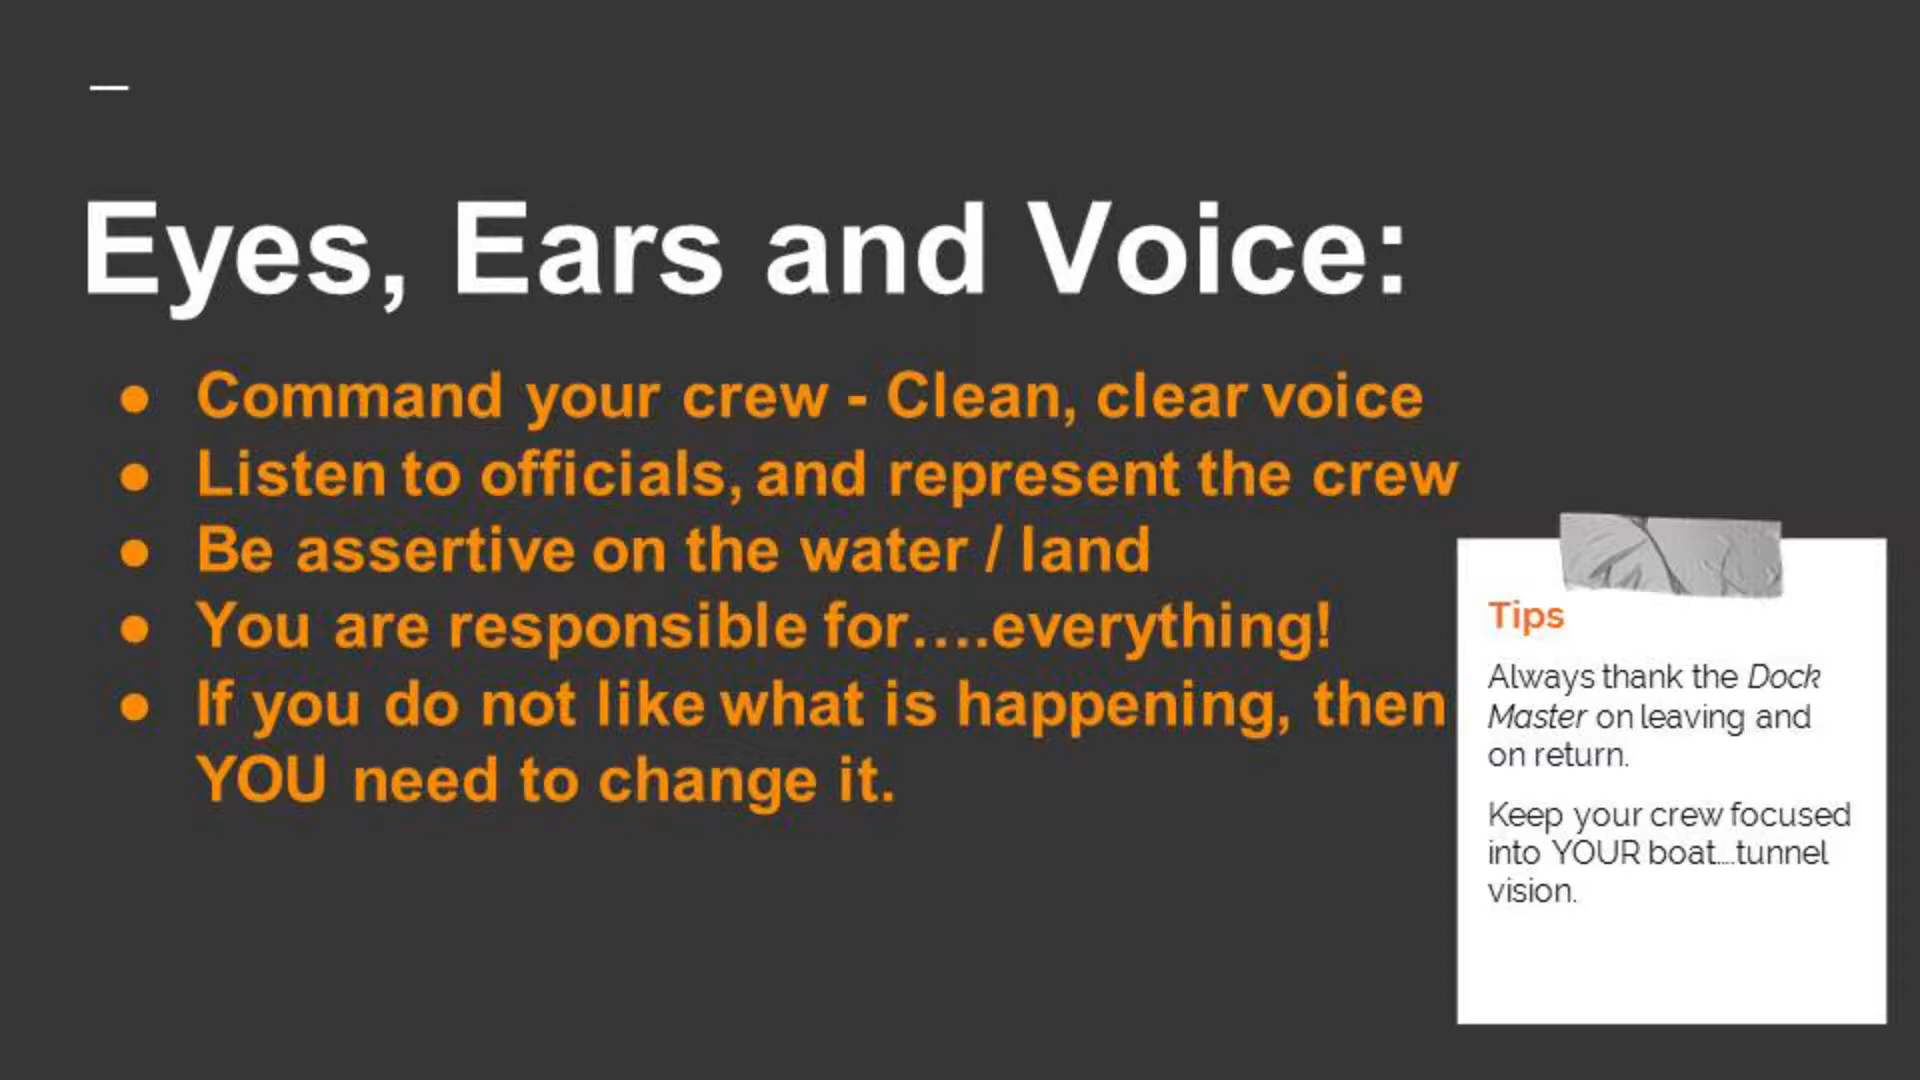 Eyes, Ears and Voice:
● Command your crew - Clean, clear voice
● Listen to officials, and represent the crew
● Be assertive on the water / land
● You are responsible for....everything!
● If you do not like what is happening, then
YOU need to change it.
Tips
Always thank the Dock
Master on leaving and
on return.
Keep your crew focused
into YOUR boat....tunnel
vision.